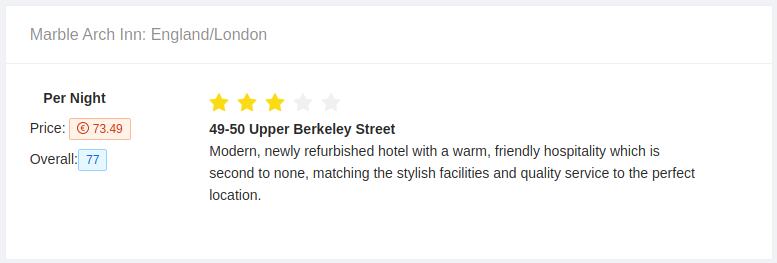 Marble Arch Inn: England/London
Per Night
Price: € 73.49
Overall: 77
49-50 Upper Berkeley Street
Modern, newly refurbished hotel with a warm, friendly hospitality which is
second to none, matching the stylish facilities and quality service to the perfect
location.